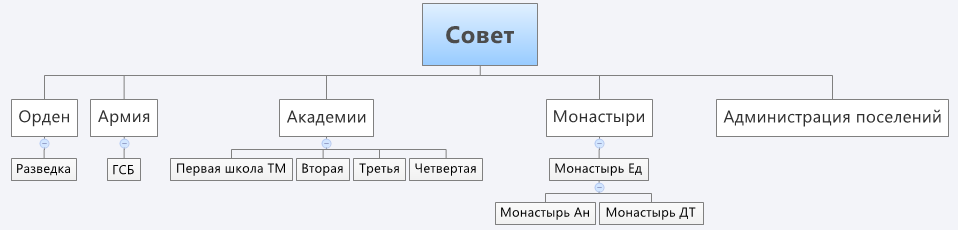 Совет
Орден
Армия
Академии
Монастыри
Администрация поселений
Разведка
ГСБ
Первая школа ТМ
Вторая
Третья
Четвертая
Монастырь Ед
Монастырь Ан
Монастырь ДТ